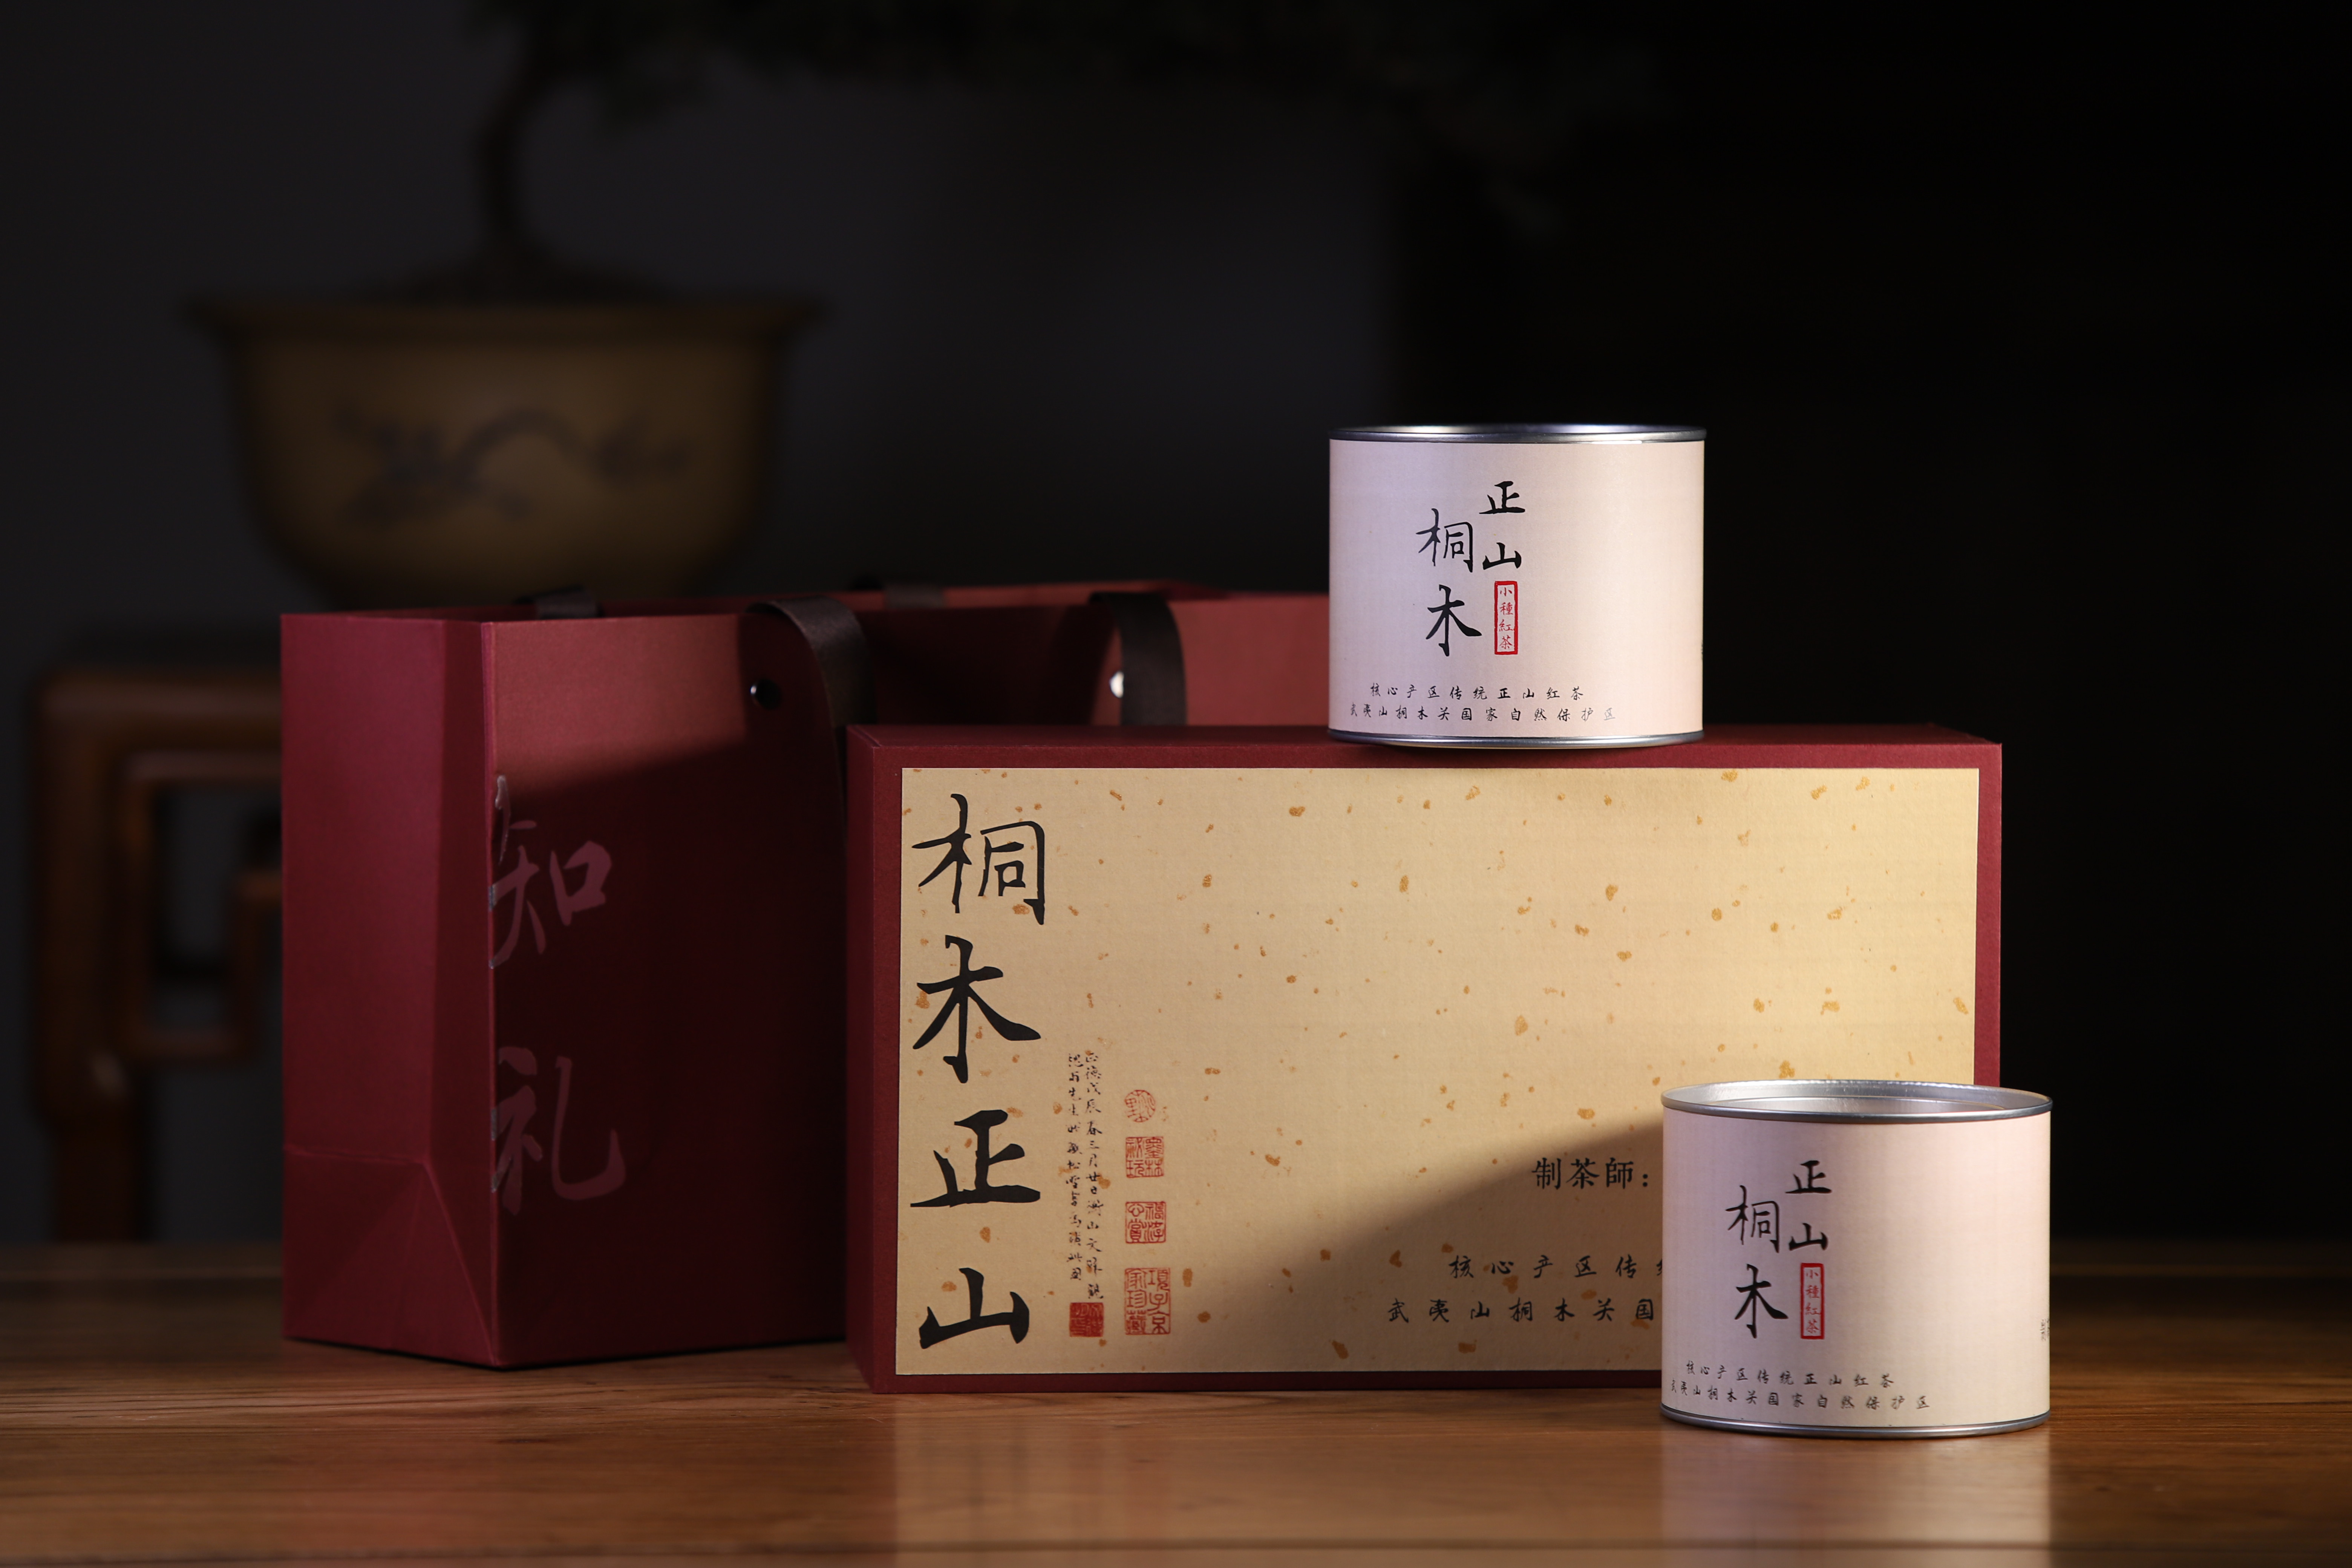 知礼
桐木正山
制茶師：
核心产区传
武夷山桐木关国
正山
桐木
小種紅茶
核心产区传统正山红茶
武夷山桐木关国家自然保护区
正山
桐木
小種紅茶
核心产区传统正山红茶
武夷山桐木关国家自然保护区